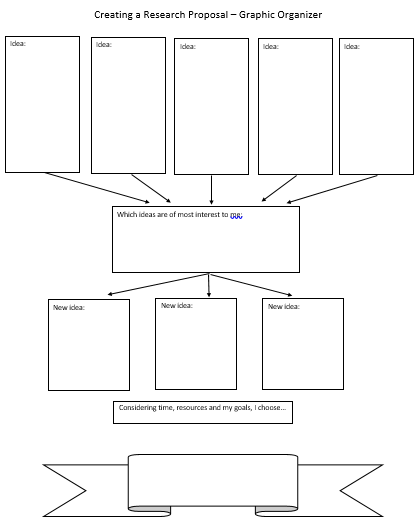 Creating a Research Proposal – Graphic Organizer
Idea:
Idea:
Idea:
Idea:
Idea:
Which ideas are of most interest to me:
New idea:
New idea:
New idea:
Considering time, resources and my goals, I choose...